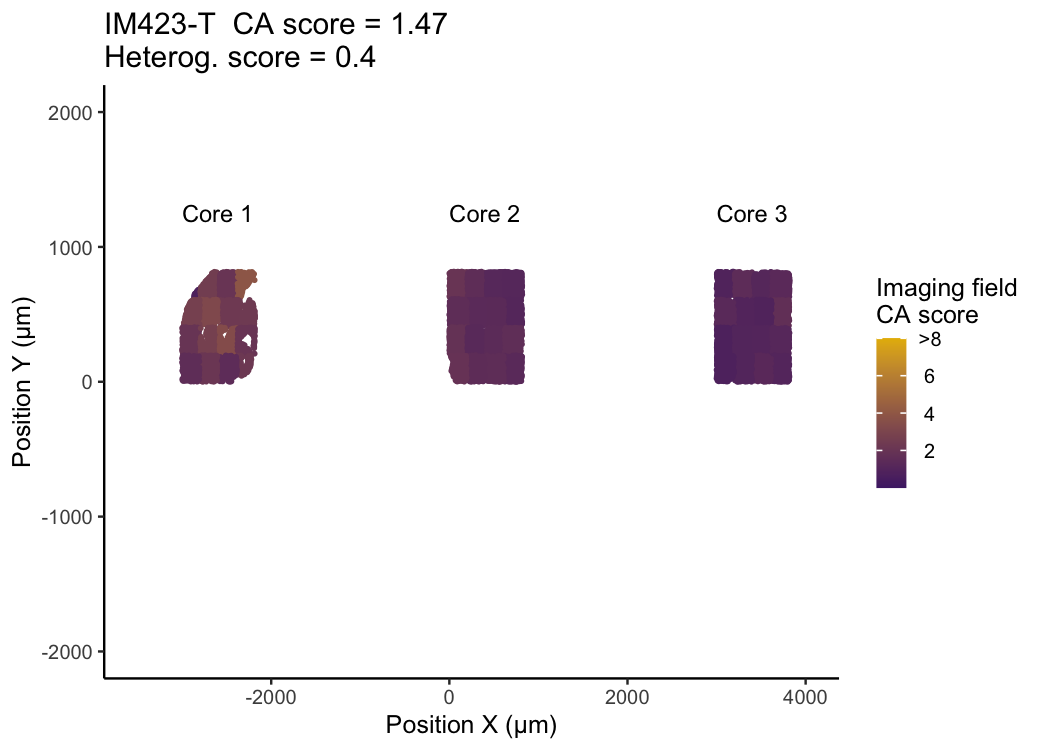 IM423-T  CA score = 1.47
Heterog. score = 0.4
2000
1000
0
-1000
-2000
Position Y (µm)
Core 1
Core 2
Core 3
-2000
0
2000
4000
Position X (µm)
Imaging field
CA score
>8
6
4
2